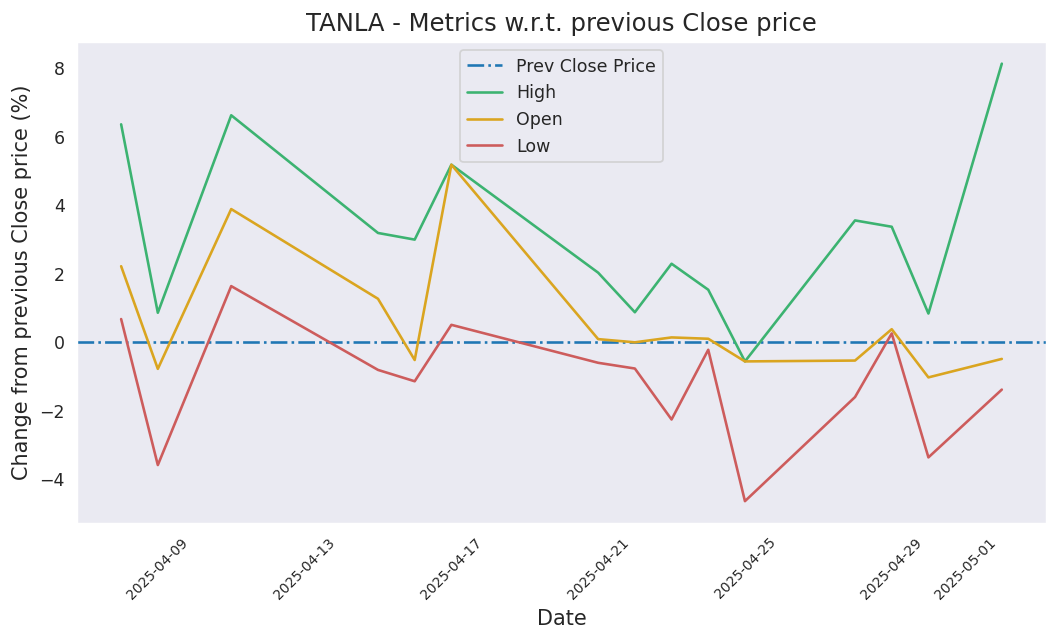 TANLA - Metrics w.r.t. previous Close price
Prev Close Price
High
Open
Low
Change from previous Close price (%)
8
6
4
2
0
−2
−4
2025-04-09
2025-04-13
2025-04-17
2025-04-21
2025-04-25
2025-04-29
2025-05-01
Date